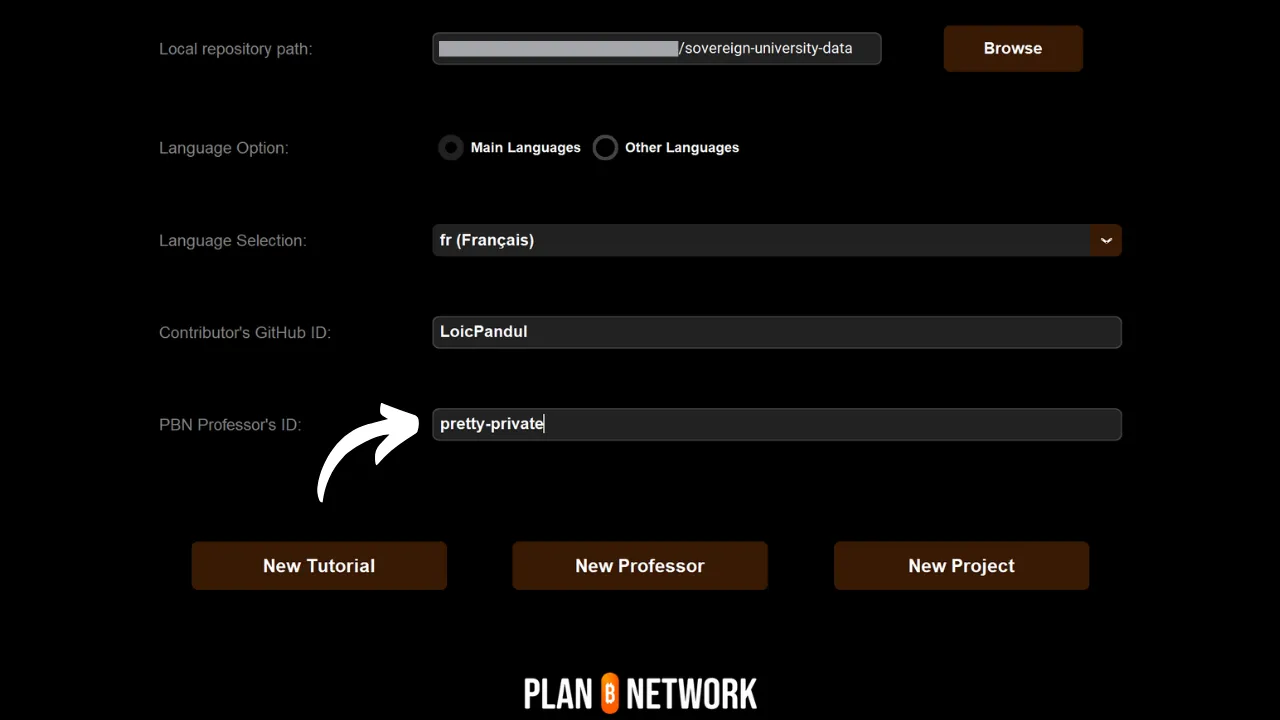 Local repository path: /sovereign-university-data Browse
Language Option: Main Languages Other Languages
Language Selection: fr (Français)
Contributor's GitHub ID: LoicPandul
PBN Professor's ID: pretty-private
New Tutorial New Professor New Project
PLAN ₿ NETWORK